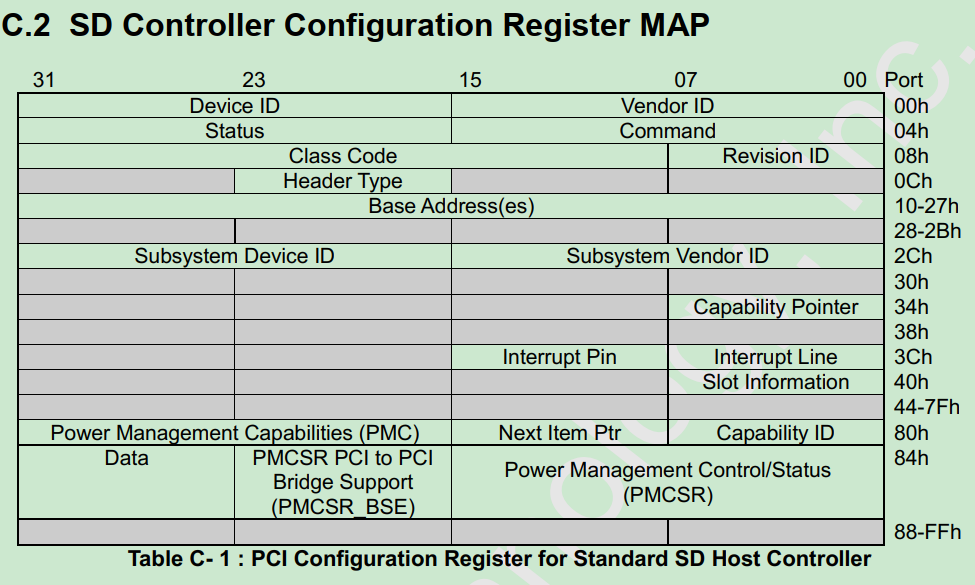 C.2 SD Controller Configuration Register MAP
31 23 15 07 00 Port
Device ID Vendor ID 00h
Status Command 04h
Class Code Revision ID 08h
Header Type 0Ch
Base Address(es) 10-27h
28-2Bh
Subsystem Device ID Subsystem Vendor ID 2Ch
30h
Capability Pointer 34h
38h
Interrupt Pin Interrupt Line 3Ch
Slot Information 40h
44-7Fh
Power Management Capabilities (PMC) Next Item Ptr Capability ID 80h
Data PMCSR PCI to PCI Bridge Support (PMCSR_BSE) Power Management Control/Status (PMCSR) 84h
88-FFh
Table C- 1 : PCI Configuration Register for Standard SD Host Controller